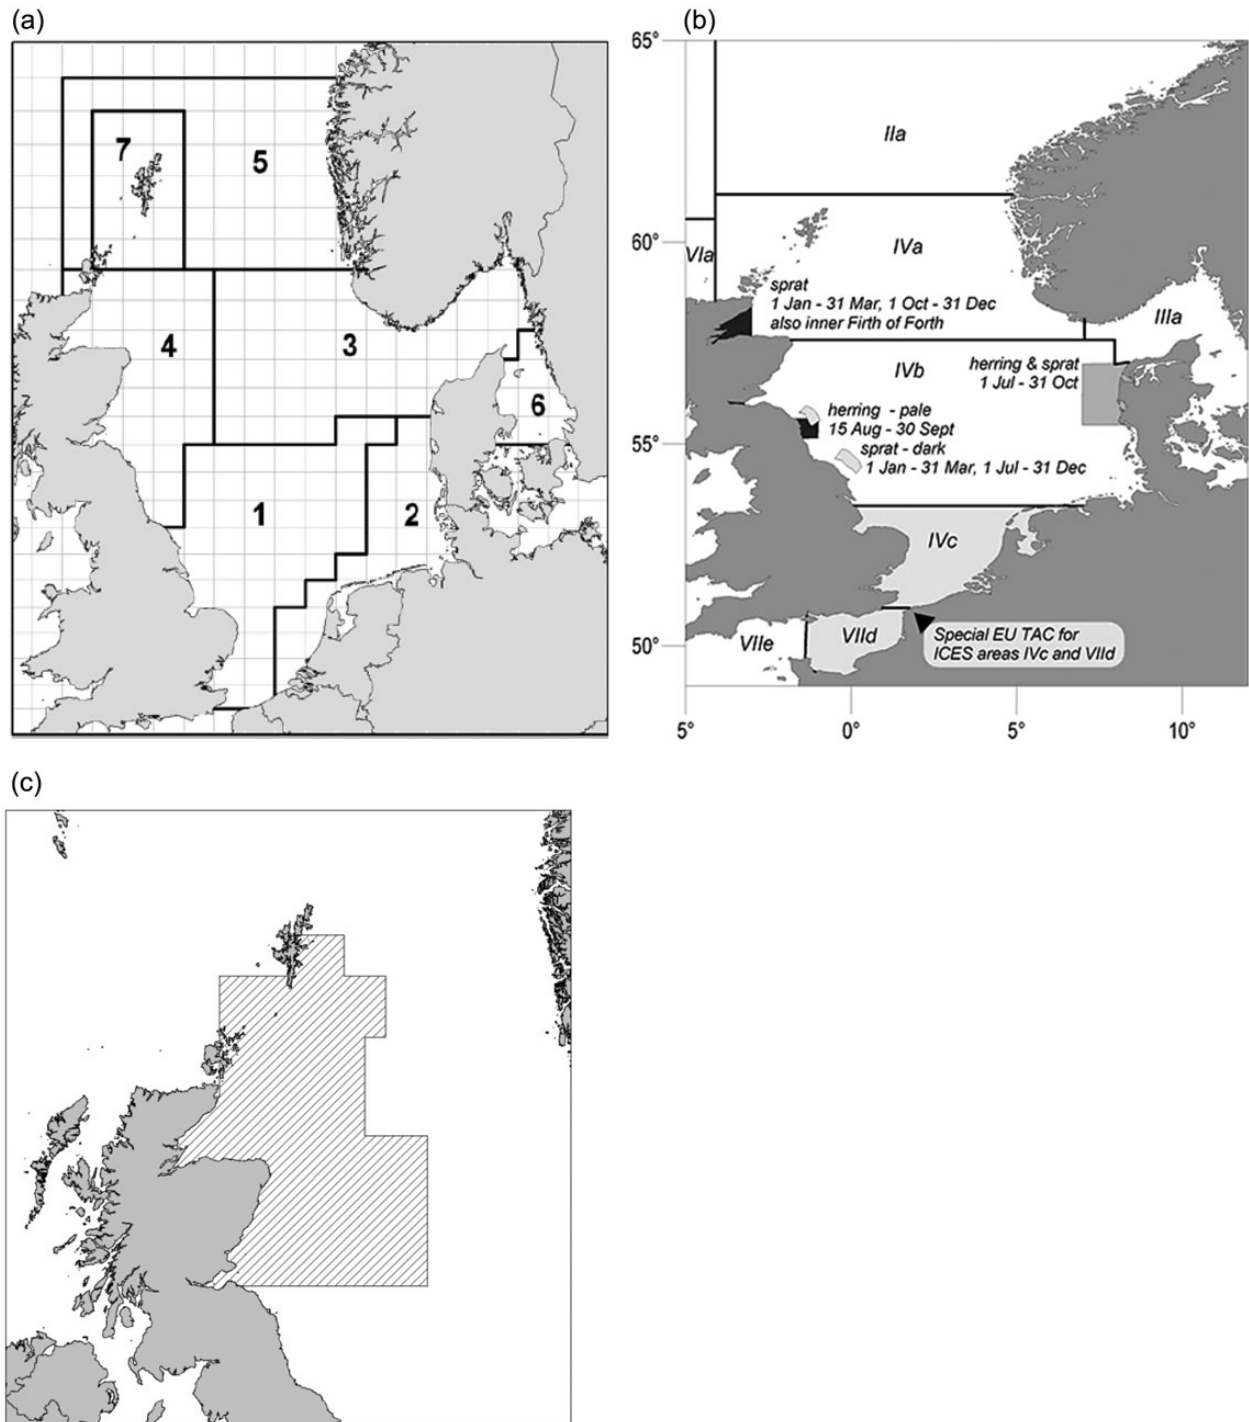 (a)
7
5
4
3
6
1
2
(b)
65°
60°
55°
50°
5°
0°
5°
10°
IIa
VIa
IVa
sprat
1 Jan - 31 Mar, 1 Oct - 31 Dec
also inner Firth of Forth
IIIa
IVb
herring & sprat
1 Jul - 31 Oct
herring - pale
15 Aug - 30 Sept
sprat - dark
1 Jan - 31 Mar, 1 Jul - 31 Dec
IVc
VIIe
VIId
Special EU TAC for
ICES areas IVc and VIId
(c)